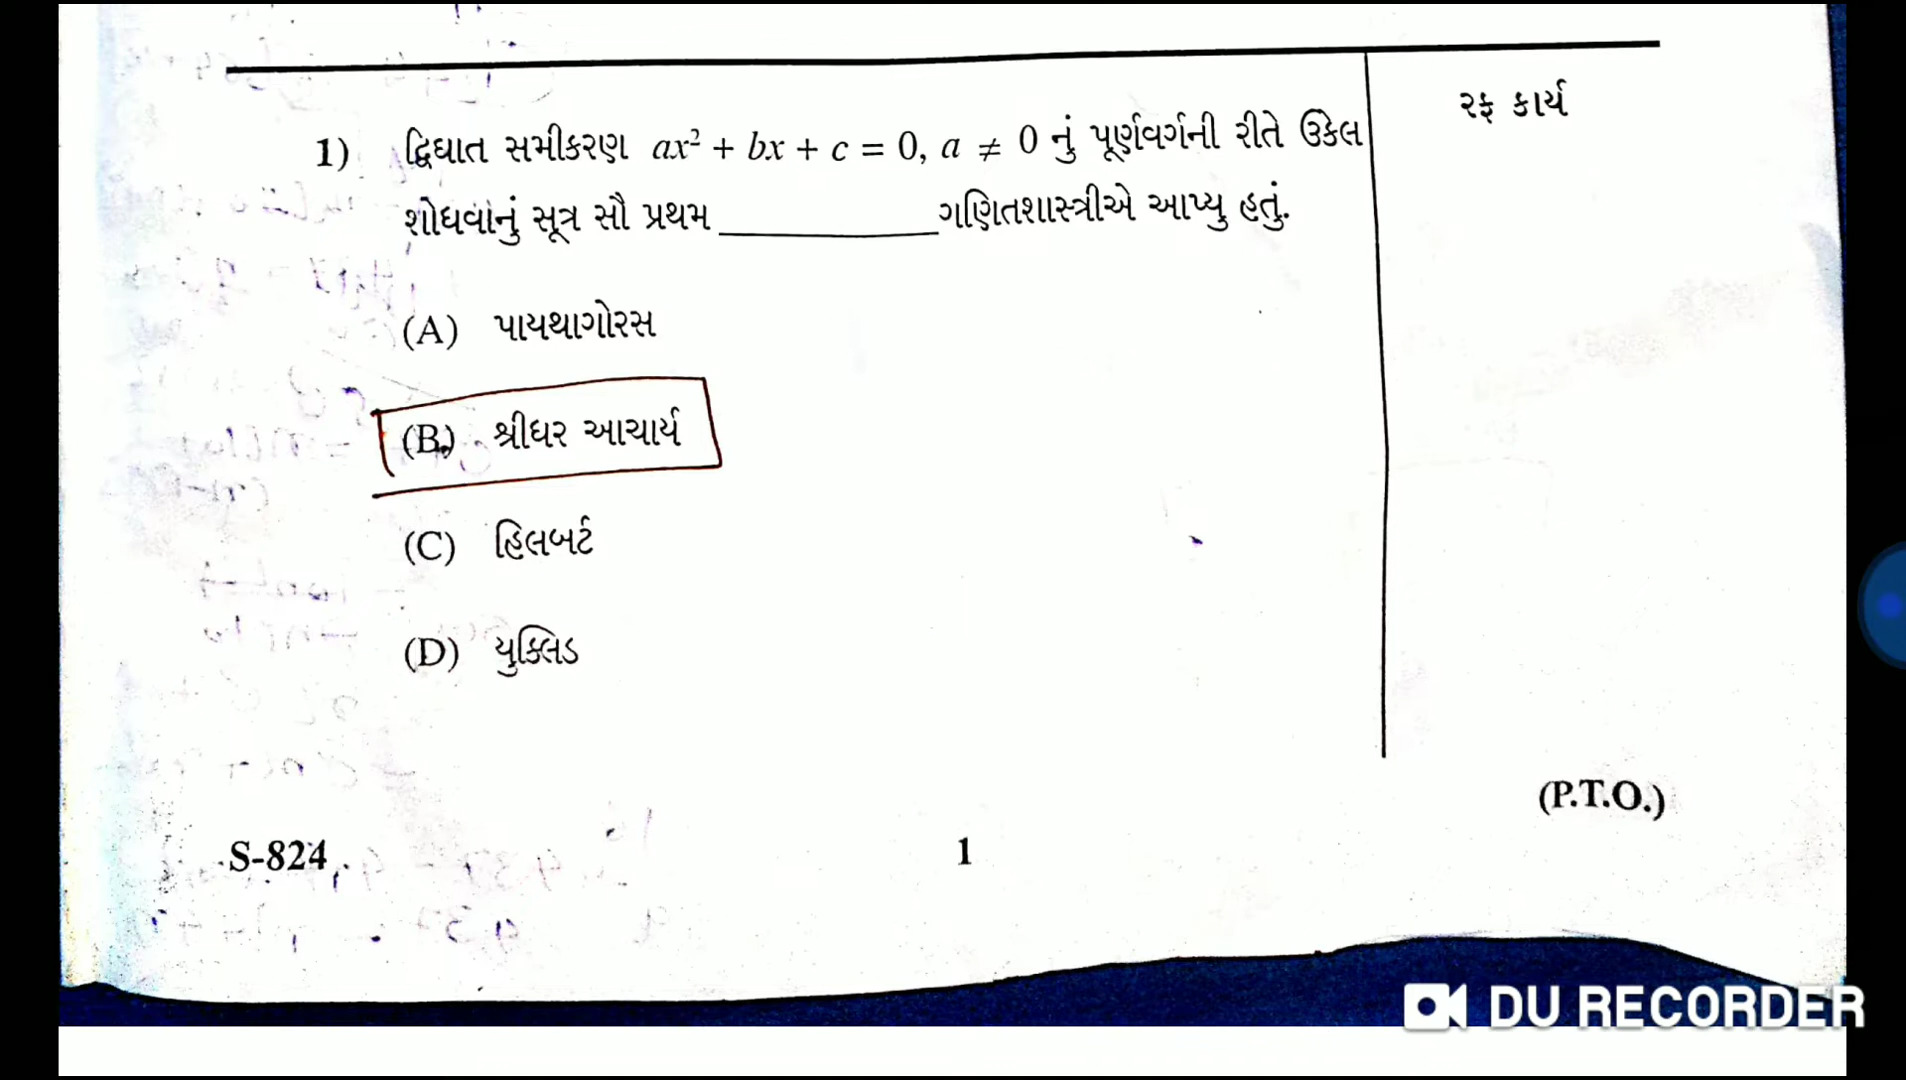 રફ કાર્ય
1) દ્વિઘાત સમીકરણ ax² + bx + c = 0, a ≠ 0 નું પૂર્ણવર્ગની રીતે ઉકેલ
શોધવાનું સૂત્ર સૌ પ્રથમ ____________ ગણિતશાસ્ત્રીએ આપ્યુ હતું.
(A) પાયથાગોરસ
(B) શ્રીધર આચાર્ય
(C) હિલબર્ટ
(D) યુક્લિડ
(P.T.O.)
S-824
1
DU RECORDER